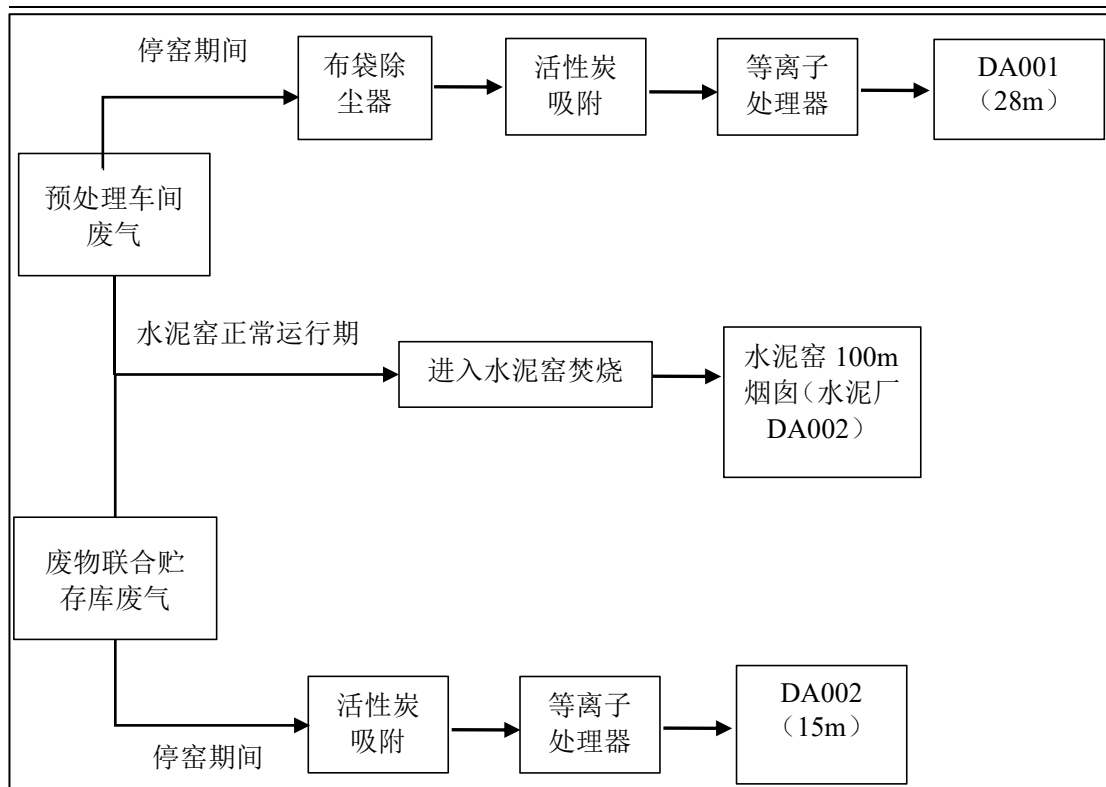 停窑期间
布袋除
尘器
活性炭
吸附
等离子
处理器
DA001
（28m）
预处理车间
废气
水泥窑正常运行期
进入水泥窑焚烧
水泥窑 100m
烟囱（水泥厂
DA002）
废物联合贮
存库废气
停窑期间
活性炭
吸附
等离子
处理器
DA002
（15m）